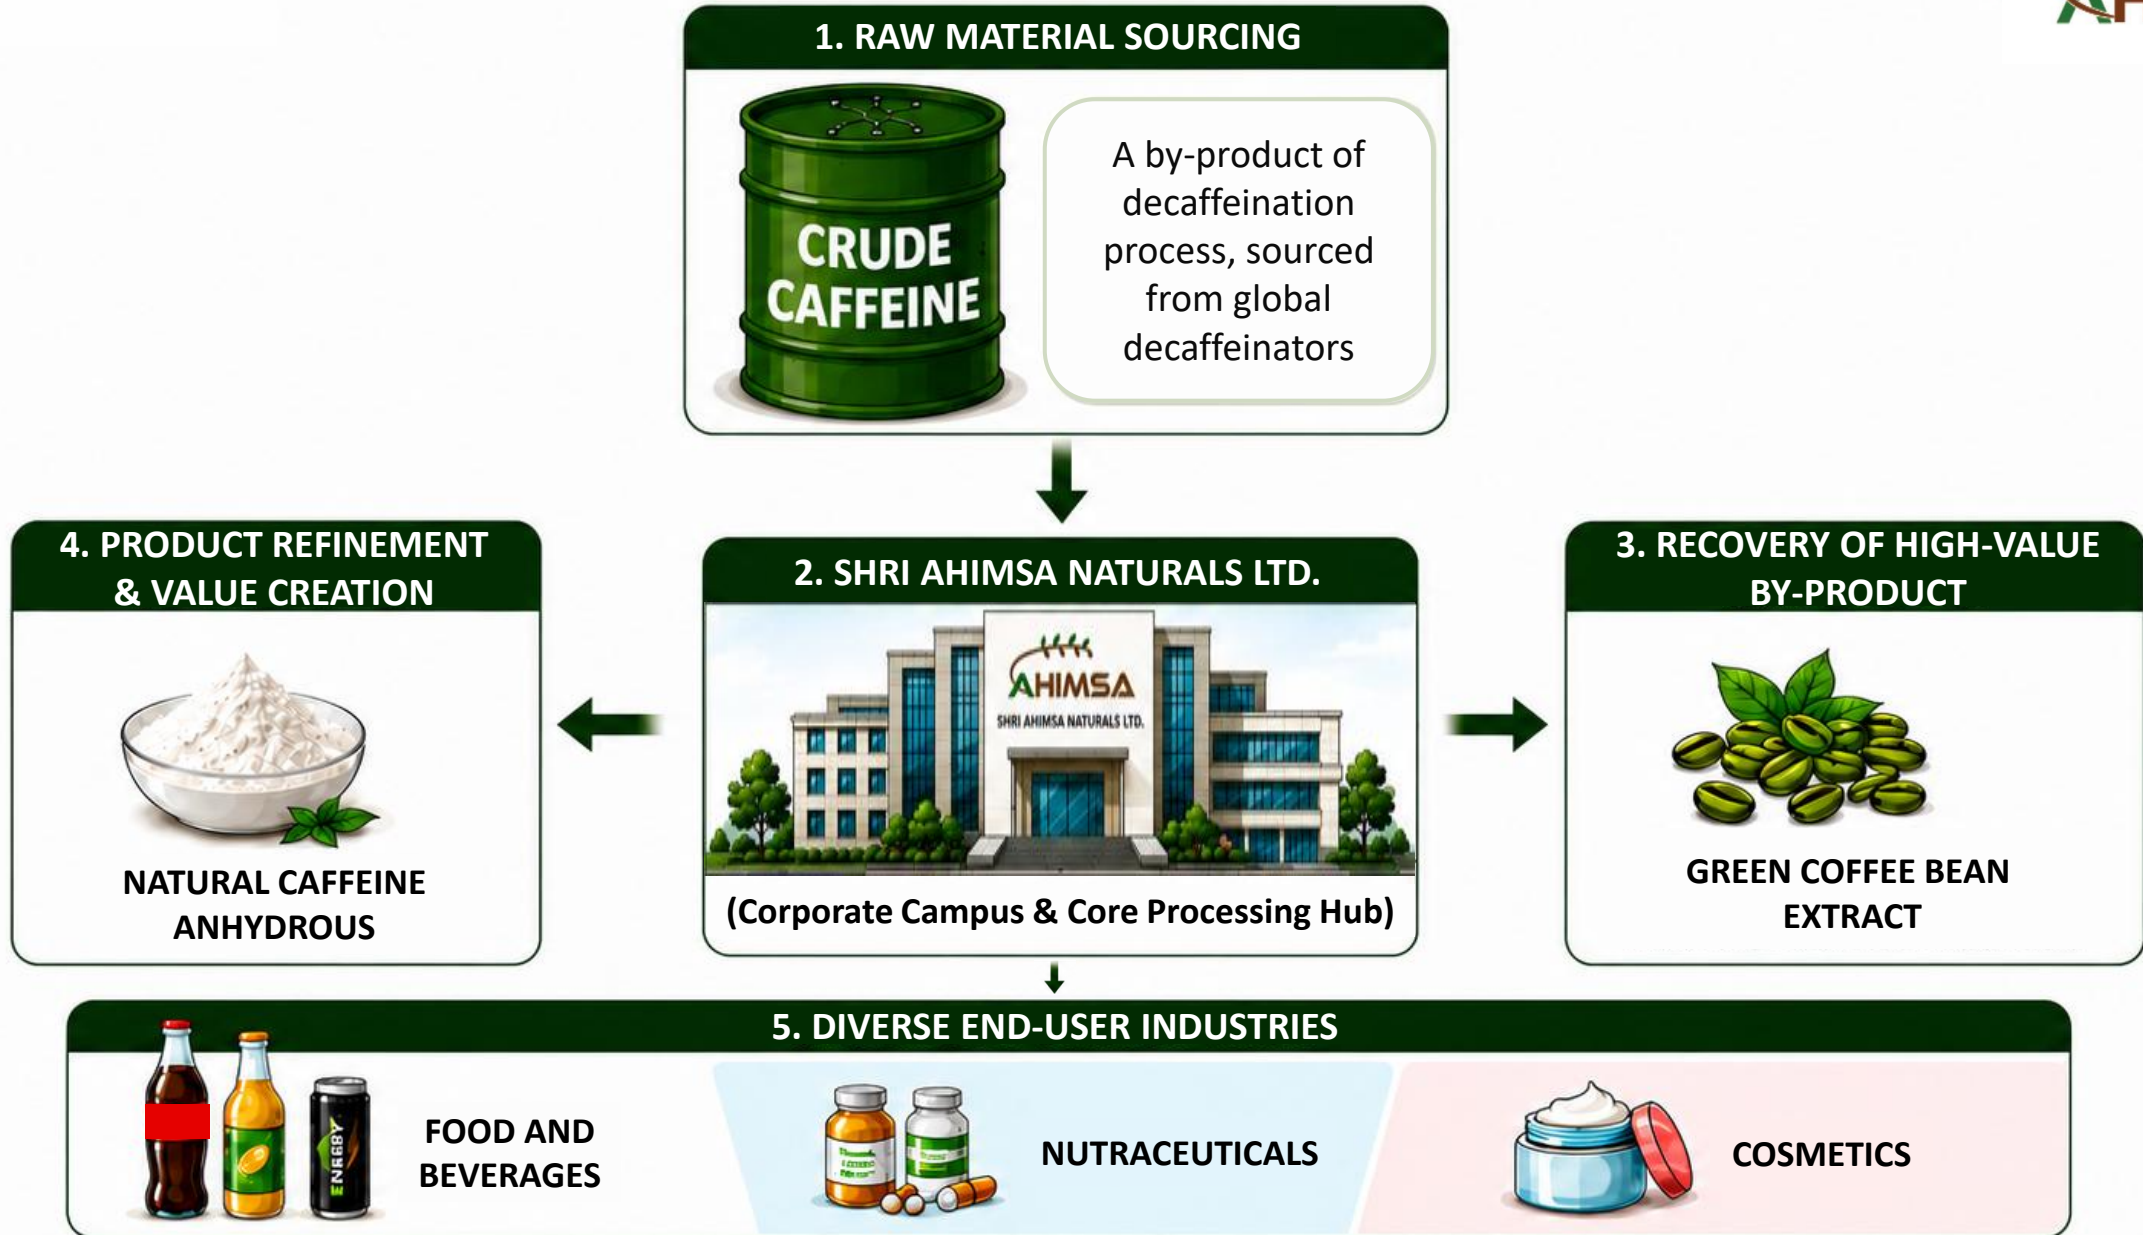 1. RAW MATERIAL SOURCING
CRUDE
CAFFEINE
A by-product of
decaffeination
process, sourced
from global
decaffeinators
4. PRODUCT REFINEMENT
& VALUE CREATION
NATURAL CAFFEINE
ANHYDROUS
2. SHRI AHIMSA NATURALS LTD.
AHIMSA
SHRI AHIMSA NATURALS LTD.
(Corporate Campus & Core Processing Hub)
3. RECOVERY OF HIGH-VALUE
BY-PRODUCT
GREEN COFFEE BEAN
EXTRACT
5. DIVERSE END-USER INDUSTRIES
FOOD AND
BEVERAGES
NUTRACEUTICALS
COSMETICS